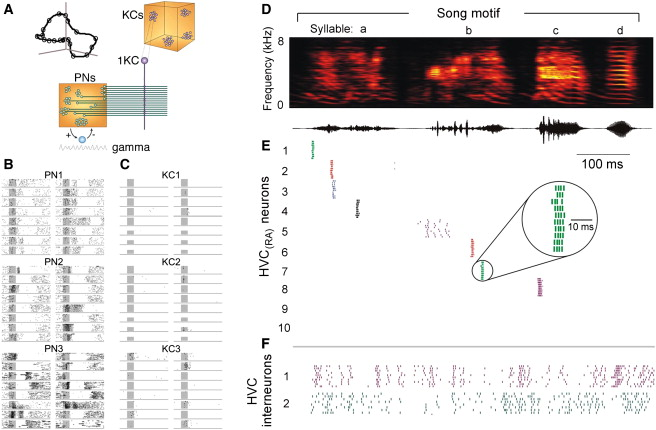 A
KCs
1KC
PNs
+
gamma
B
PN1
PN2
PN3
C
KC1
KC2
KC3
D
Song motif
Syllable: a b c d
Frequency (kHz)
8
0
100 ms
E
HVC(RA) neurons
1
2
3
4
5
6
7
8
9
10
10 ms
F
HVC
interneurons
1
2